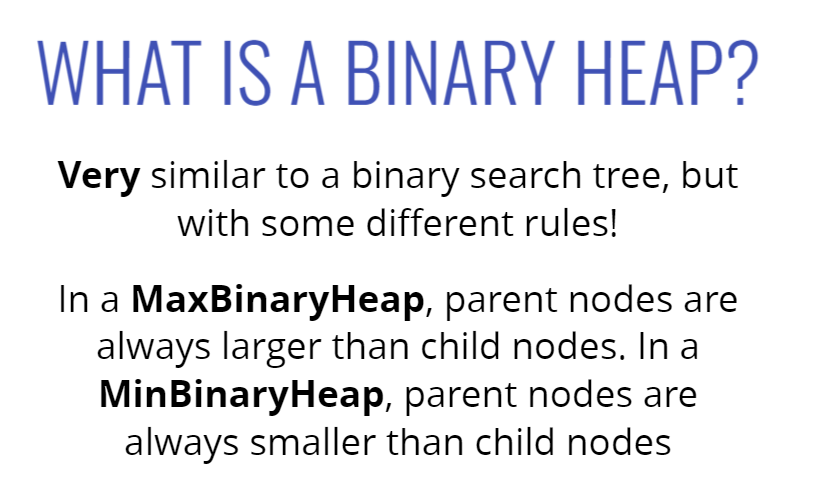 WHAT IS A BINARY HEAP?
Very similar to a binary search tree, but
with some different rules!
In a MaxBinaryHeap, parent nodes are
always larger than child nodes. In a
MinBinaryHeap, parent nodes are
always smaller than child nodes